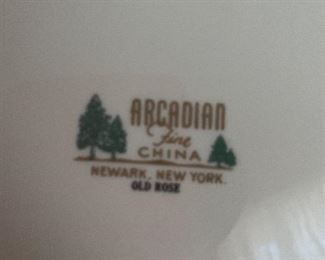 ARCADIAN
Fine
CHINA
NEWARK, NEW YORK.
OLD ROSE